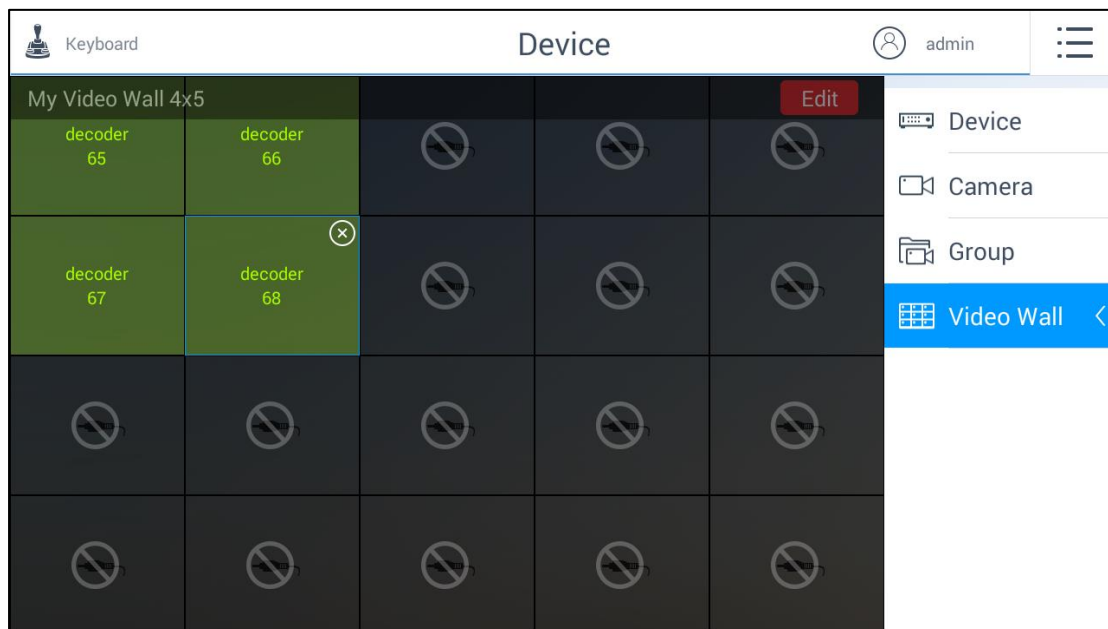 Keyboard
Device
admin
My Video Wall 4x5
Edit
decoder
65
decoder
66
decoder
67
decoder
68
Device
Camera
Group
Video Wall